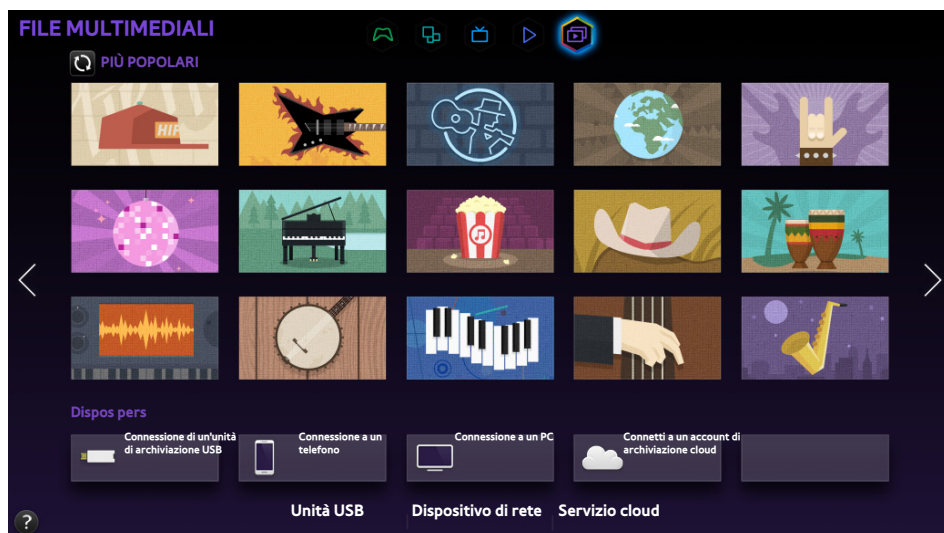 FILE MULTIMEDIALI
PIÙ POPOLARI
HIP
Dispos pers
Connessione di un'unità
di archiviazione USB
Connessione a un
telefono
Connessione a un PC
Connetti a un account di
archiviazione cloud
Unità USB
Dispositivo di rete
Servizio cloud
?